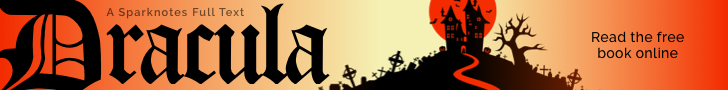 A Sparknotes Full Text
Dracula
Read the free
book online